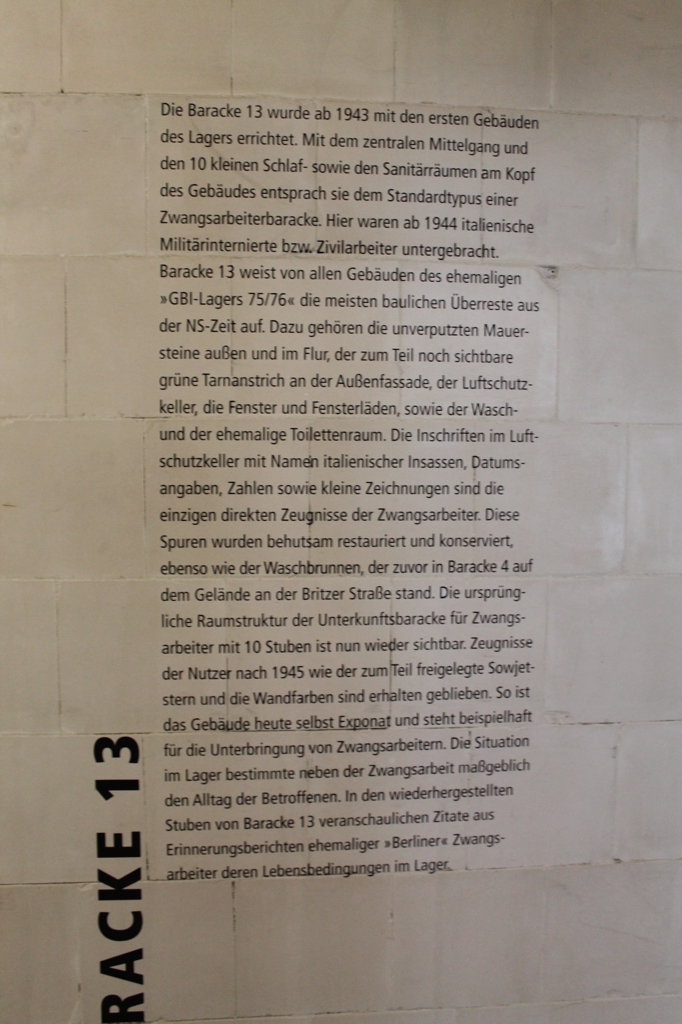 Die Baracke 13 wurde ab 1943 mit den ersten Gebäuden
des Lagers errichtet. Mit dem zentralen Mittelgang und
den 10 kleinen Schlaf- sowie den Sanitärräumen am Kopf
des Gebäudes entsprach sie dem Standardtypus einer
Zwangsarbeiterbaracke. Hier waren ab 1944 italienische
Militärinternierte bzw. Zivilarbeiter untergebracht.
Baracke 13 weist von allen Gebäuden des ehemaligen
»GBI-Lagers 75/76« die meisten baulichen Überreste aus
der NS-Zeit auf. Dazu gehören die unverputzten Mauer-
steine außen und im Flur, der zum Teil noch sichtbare
grüne Tarnanstrich an der Außenfassade, der Luftschutz-
keller, die Fenster und Fensterläden, sowie der Wasch-
und der ehemalige Toilettenraum. Die Inschriften im Luft-
schutzkeller mit Namen italienischer Insassen, Datums-
angaben, Zahlen sowie kleine Zeichnungen sind die
einzigen direkten Zeugnisse der Zwangsarbeiter. Diese
Spuren wurden behutsam restauriert und konserviert,
ebenso wie der Waschbrunnen, der zuvor in Baracke 4 auf
dem Gelände an der Britzer Straße stand. Die ursprüng-
liche Raumstruktur der Unterkunftsbaracke für Zwangs-
arbeiter mit 10 Stuben ist nun wieder sichtbar. Zeugnisse
der Nutzer nach 1945 wie der zum Teil freigelegte Sowjet-
stern und die Wandfarben sind erhalten geblieben. So ist
das Gebäude heute selbst Exponat und steht beispielhaft
für die Unterbringung von Zwangsarbeitern. Die Situation
im Lager bestimmte neben der Zwangsarbeit maßgeblich
den Alltag der Betroffenen. In den wiederhergestellten
Stuben von Baracke 13 veranschaulichen Zitate aus
Erinnerungsberichten ehemaliger »Berliner« Zwangs-
arbeiter deren Lebensbedingungen im Lager.
RACKE 13